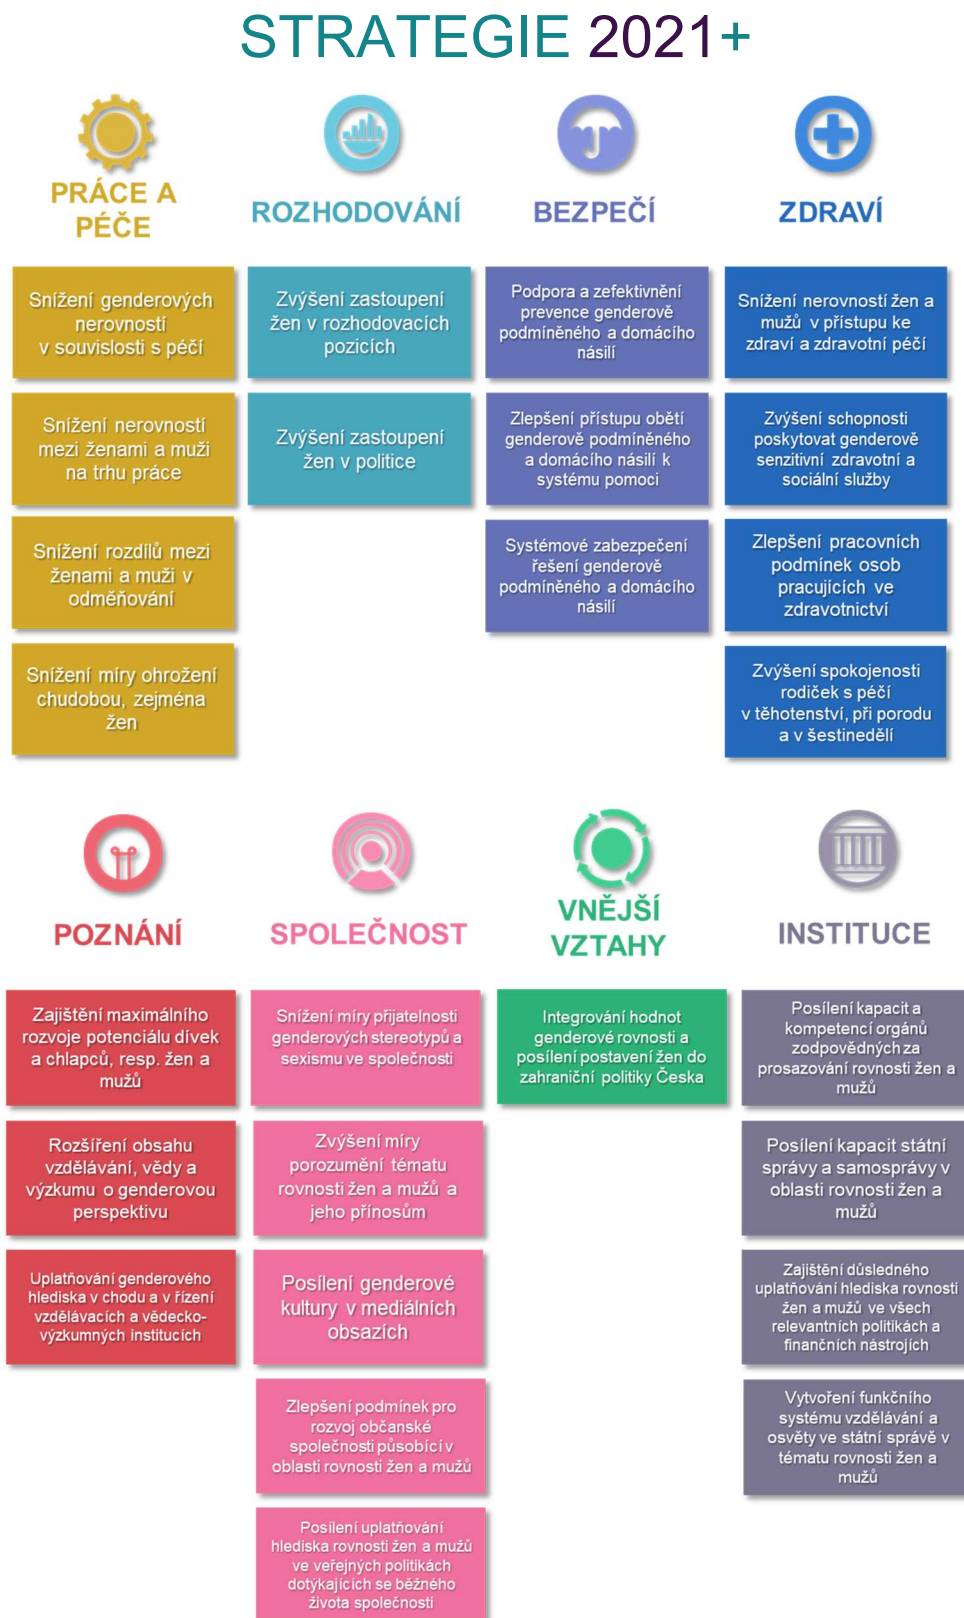 STRATEGIE 2021+
PRÁCE A
PÉČE
Snížení genderových
nerovností
v souvislosti s péčí
Snížení nerovností
mezi ženami a muži
na trhu práce
Snížení rozdílů mezi
ženami a muži v
odměňování
Snížení míry ohrožení
chudobou, zejména
žen
ROZHODOVÁNÍ
Zvýšení zastoupení
žen v rozhodovacích
pozicích
Zvýšení zastoupení
žen v politice
BEZPEČÍ
Podpora a zefektivnění
prevence genderově
podmíněného a domácího
násilí
Zlepšení přístupu obětí
genderově podmíněného
a domácího násilí k
systému pomoci
Systémové zabezpečení
řešení genderově
podmíněného a domácího
násilí
ZDRAVÍ
Snížení nerovností žen a
mužů v přístupu ke
zdraví a zdravotní péčí
Zvýšení schopnosti
poskytovat genderově
senzitivní zdravotní a
sociální služby
Zlepšení pracovních
podmínek osob
pracujících ve
zdravotnictví
Zvýšení spokojenosti
rodiček s péčí
v těhotenství, při porodu
a v šestinedělí
POZNÁNÍ
Zajištění maximálního
rozvoje potenciálu dívek
a chlapců, resp. žen a
mužů
Rozšíření obsahu
vzdělávání, vědy a
výzkumu o genderovou
perspektivu
Uplatňování genderového
hlediska v chodu a v řízení
vzdělávacích a vědecko-
výzkumných institucích
SPOLEČNOST
Snížení míry přijatelnosti
genderových stereotypů a
sexismu ve společnosti
Zvýšení míry
porozumění tématu
rovnosti žen a mužů a
jeho přínosům
Posílení genderové
kultury v mediálních
obsazích
Zlepšení podmínek pro
rozvoj občanské
společnosti působící v
oblasti rovnosti žen a mužů
Posílení uplatňování
hlediska rovnosti žen a mužů
ve veřejných politikách
dotýkajících se běžného
života společnosti
VNĚJŠÍ
VZTAHY
Integrování hodnot
genderové rovnosti a
posílení postavení žen do
zahraniční politiky Česka
INSTITUCE
Posílení kapacit a
kompetencí orgánů
zodpovědných za
prosazování rovnosti žen a
mužů
Posílení kapacit státní
správy a samosprávy v
oblasti rovnosti žen a
mužů
Zajištění důsledného
uplatňování hlediska rovnosti
žen a mužů ve všech
relevantních politikách a
finančních nástrojích
Vytvoření funkčního
systému vzdělávání a
osvěty ve státní správě v
tématu rovnosti žen a
mužů